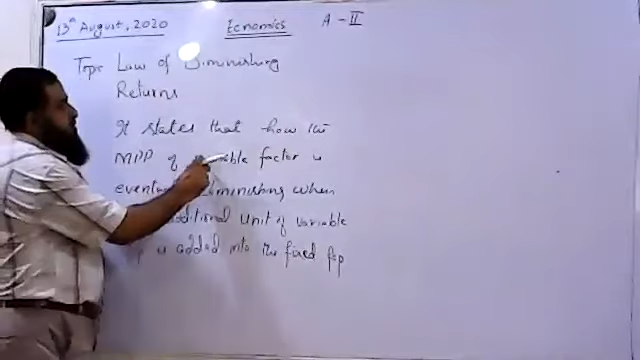 13th August, 2020
Economics
A - II
Topic Law of Diminishing
Returns
It states that how the
MPP of variable factor is
diminishing when
additional unit of variable
is added into the fixed fop